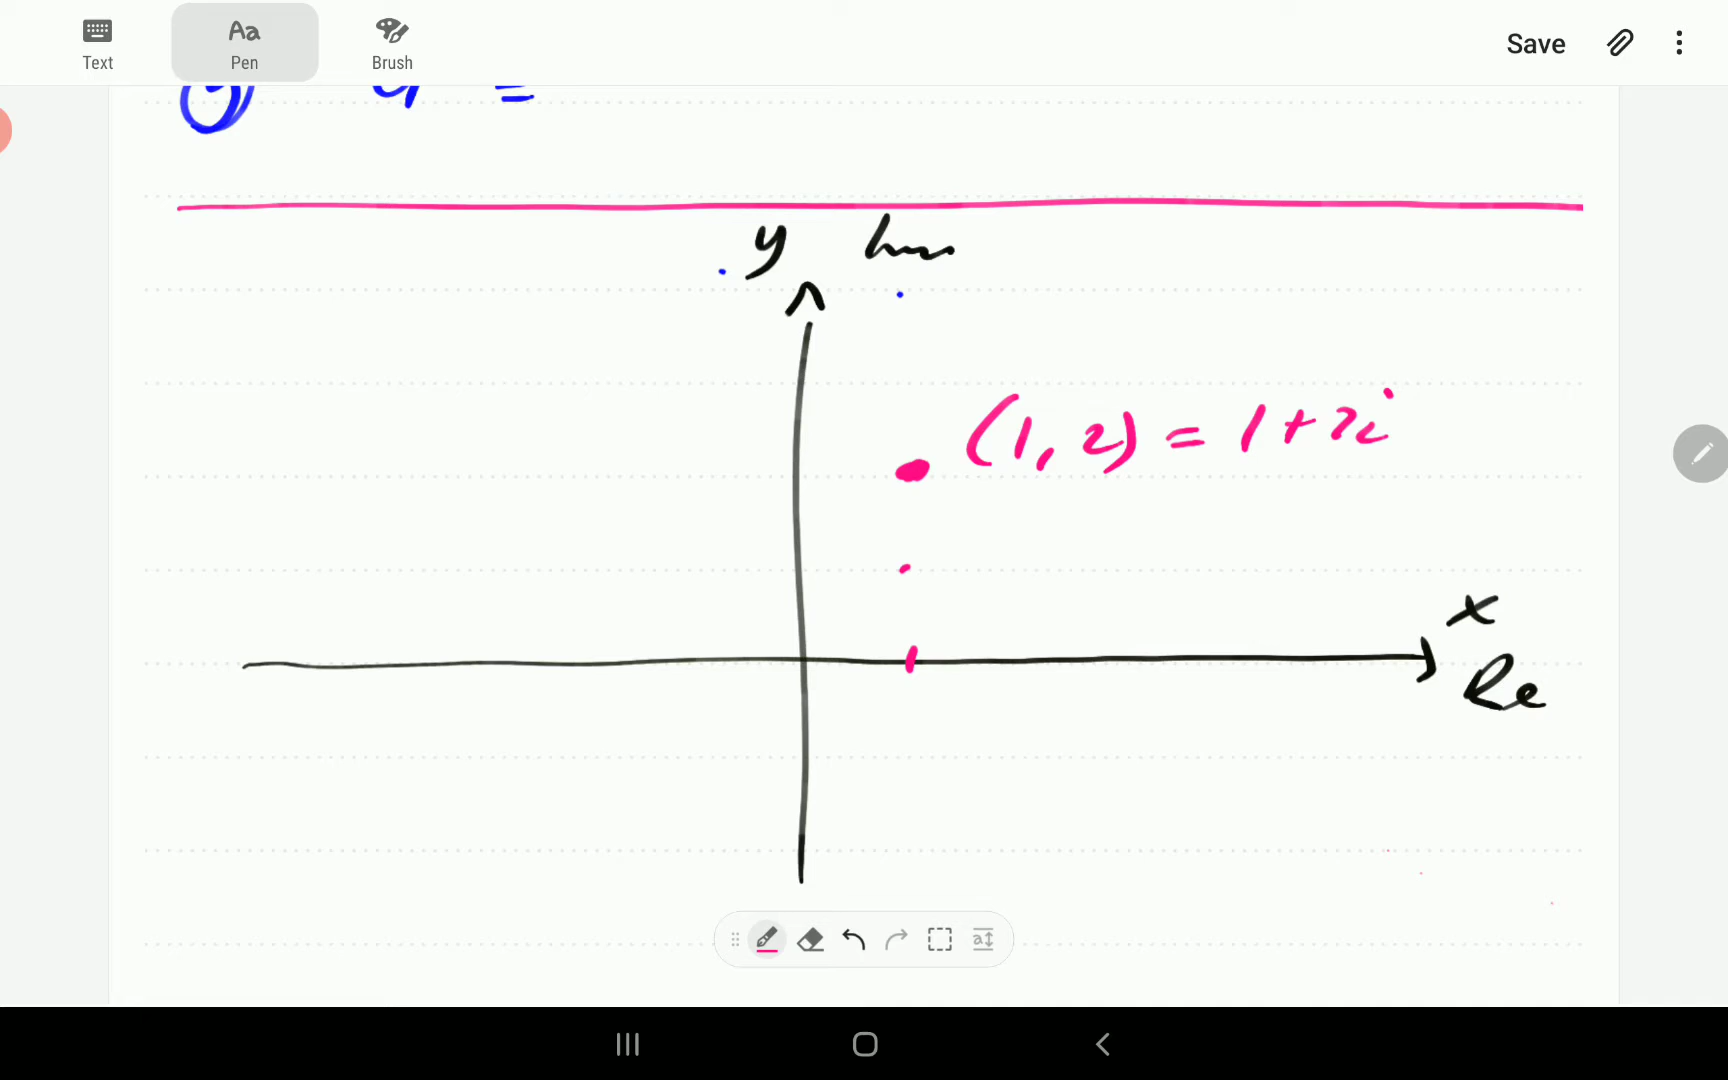 Text Pen Brush Save
y Im
(1, 2) = 1 + 2i
x
Re